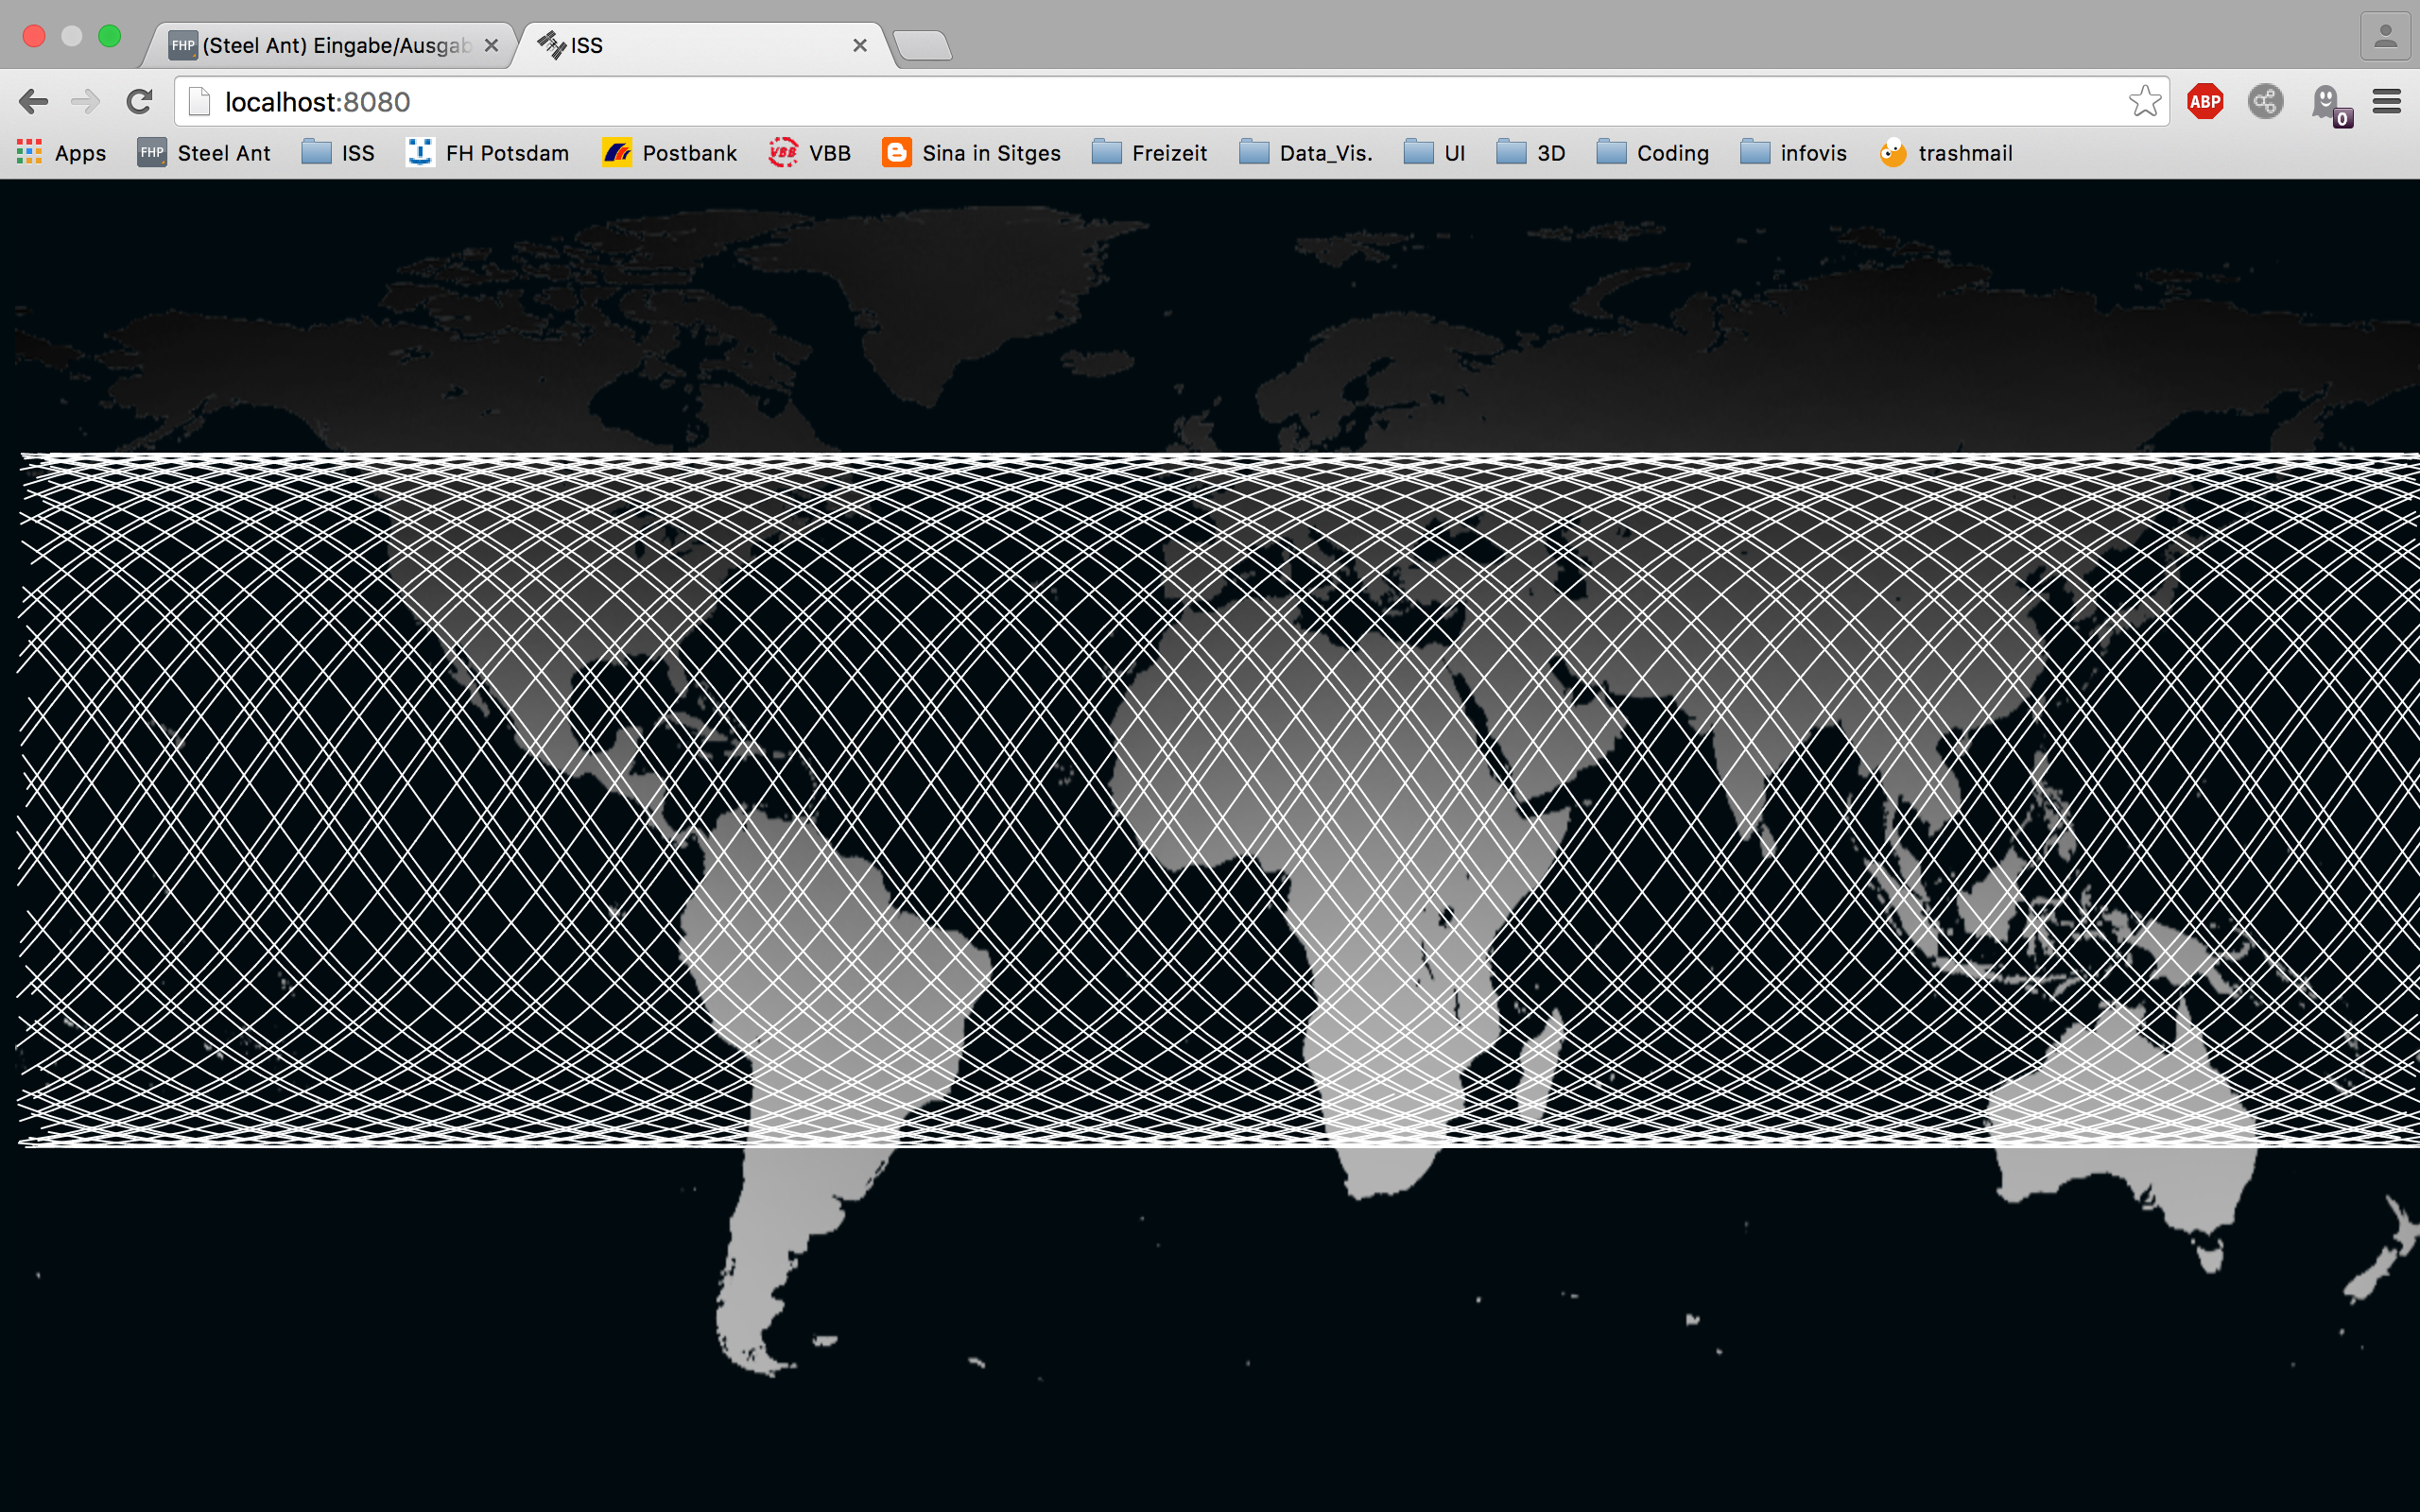 FHP (Steel Ant) Eingabe/Ausgab ISS
localhost:8080 ABP 0
Apps FHP Steel Ant ISS FH Potsdam Postbank VBB VBB Sina in Sitges Freizeit Data_Vis. UI 3D Coding infovis trashmail